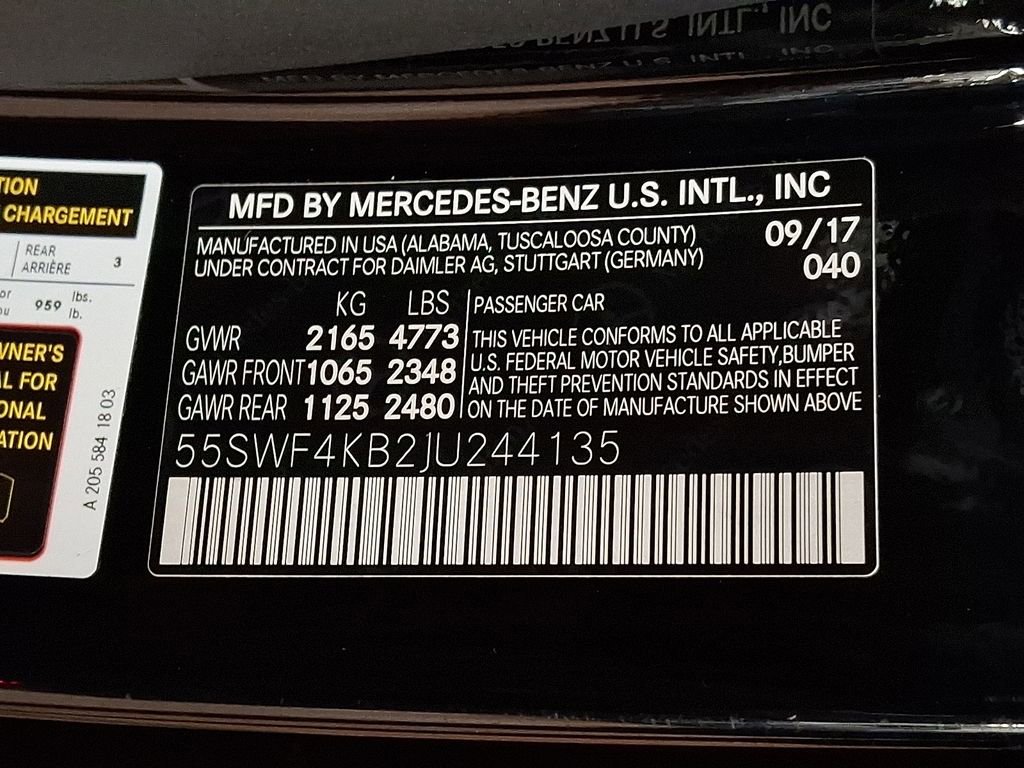 TION
CHARGEMENT
REAR
ARRIÈRE 3
or
ou 959 lbs.
lb.
WNER'S
AL FOR
ONAL
ATION
A 205 584 18 03
MFD BY MERCEDES-BENZ U.S. INTL., INC
MANUFACTURED IN USA (ALABAMA, TUSCALOOSA COUNTY) 09/17
UNDER CONTRACT FOR DAIMLER AG, STUTTGART (GERMANY) 040
KG LBS PASSENGER CAR
GVWR 2165 4773
GAWR FRONT 1065 2348
GAWR REAR 1125 2480
THIS VEHICLE CONFORMS TO ALL APPLICABLE
U.S. FEDERAL MOTOR VEHICLE SAFETY,BUMPER
AND THEFT PREVENTION STANDARDS IN EFFECT
ON THE DATE OF MANUFACTURE SHOWN ABOVE
55SWF4KB2JU244135